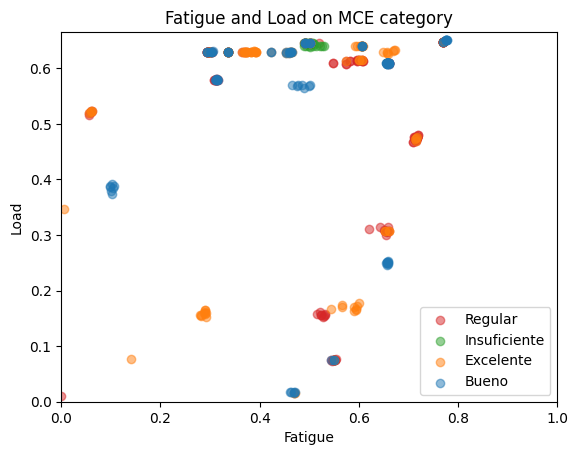 Fatigue and Load on MCE category
Load
0.6
0.5
0.4
0.3
0.2
0.1
0.0
Regular
Insuficiente
Excelente
Bueno
0.0 0.2 0.4 0.6 0.8 1.0
Fatigue